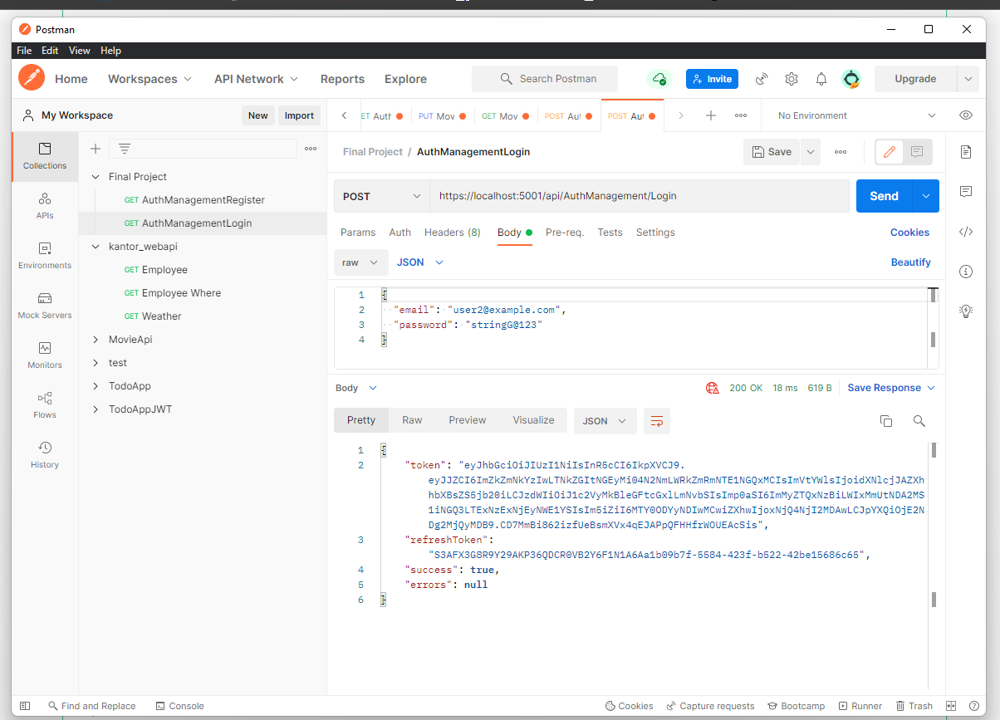 Postman
File Edit View Help
Home Workspaces API Network Reports Explore Search Postman Invite Upgrade
My Workspace New Import
ET Auth PUT Mov GET Mov POST Aut POST Aut No Environment
Collections
APIs
Environments
Mock Servers
Monitors
Flows
History
Final Project
GET AuthManagementRegister
GET AuthManagementLogin
kantor_webapi
GET Employee
GET Employee Where
GET Weather
MovieApi
test
TodoApp
TodoAppJWT
Final Project / AuthManagementLogin Save
POST https://localhost:5001/api/AuthManagement/Login Send
Params Auth Headers (8) Body Pre-req. Tests Settings Cookies
raw JSON Beautify
1 {
2 "email": "user2@example.com",
3 "password": "stringG@123"
4 }
Body 200 OK 18 ms 619 B Save Response
Pretty Raw Preview Visualize JSON
1 {
2 "token": "eyJhbGciOiJIUzI1NiIsInR5cCI6IkpXVCJ9.
eyJJZCI6ImZkZmNkYzIwLTNkZGItNGEyMi04N2NmLWRkZmRmNTE1NGQxMCIsImVtYWlsIjoidXNlcjJAZXh
hbXBsZS5jb20iLCJzdWIiOiJ1c2VyMkBleGFtcGxlLmNvbSIsImp0aSI6ImMyZTQxNzBiLWIxMmUtNDA2MS
1iNGQ3LTExNzExNjEyNWE1YSIsIm5iZiI6MTY0ODYyNDIwMCwiZXhwIjoxNjQ4NjI2MDAwLCJpYXQiOjE2N
Dg2MjQyMDB9.CD7MmBi862izfUeBsmXVx4qEJAPpQFHHfrWOUEAcSis",
3 "refreshToken":
"S3AFX3G8R9Y29AKP36QDCR0VB2Y6F1N1A6Aa1b09b7f-5584-423f-b522-42be15686c65",
4 "success": true,
5 "errors": null
6 }
Find and Replace Console Cookies Capture requests Bootcamp Runner Trash